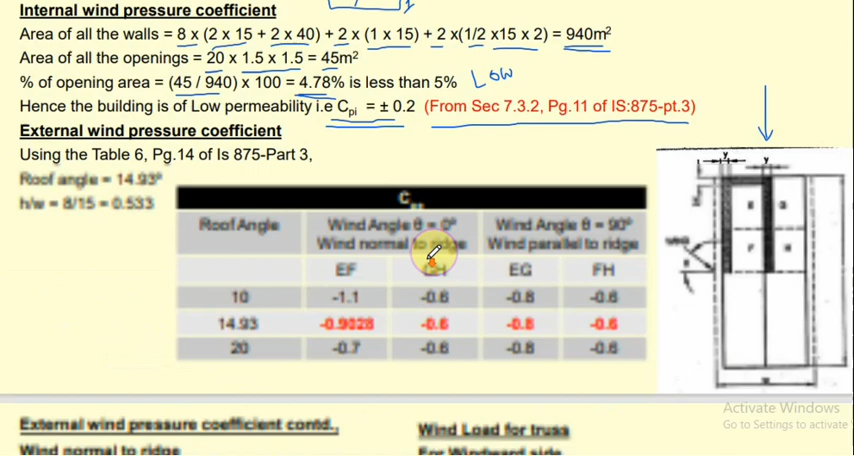 Internal wind pressure coefficient
Area of all the walls = 8 x (2 x 15 + 2 x 40) + 2 x (1 x 15) + 2 x(1/2 x15 x 2) = 940m²
Area of all the openings = 20 x 1.5 x 1.5 = 45m²
% of opening area = (45 / 940) x 100 = 4.78% is less than 5% Low
Hence the building is of Low permeability i.e Cpi = ± 0.2 (From Sec 7.3.2, Pg.11 of IS:875-pt.3)
External wind pressure coefficient
Using the Table 6, Pg.14 of Is 875-Part 3,
Roof angle = 14.93°
h/w = 8/15 = 0.533
Roof Angle Wind Angle θ = 0° Wind Angle θ = 90°
Wind normal to ridge Wind parallel to ridge
EF GH EG FH
10 -1.1 -0.6 -0.8 -0.6
14.93 -0.9028 -0.6 -0.8 -0.6
20 -0.7 -0.6 -0.8 -0.6
y y
E G
F H
External wind pressure coefficient contd., Wind Load for truss
Wind normal to ridge For Windward side
Activate Windows
Go to Settings to activate